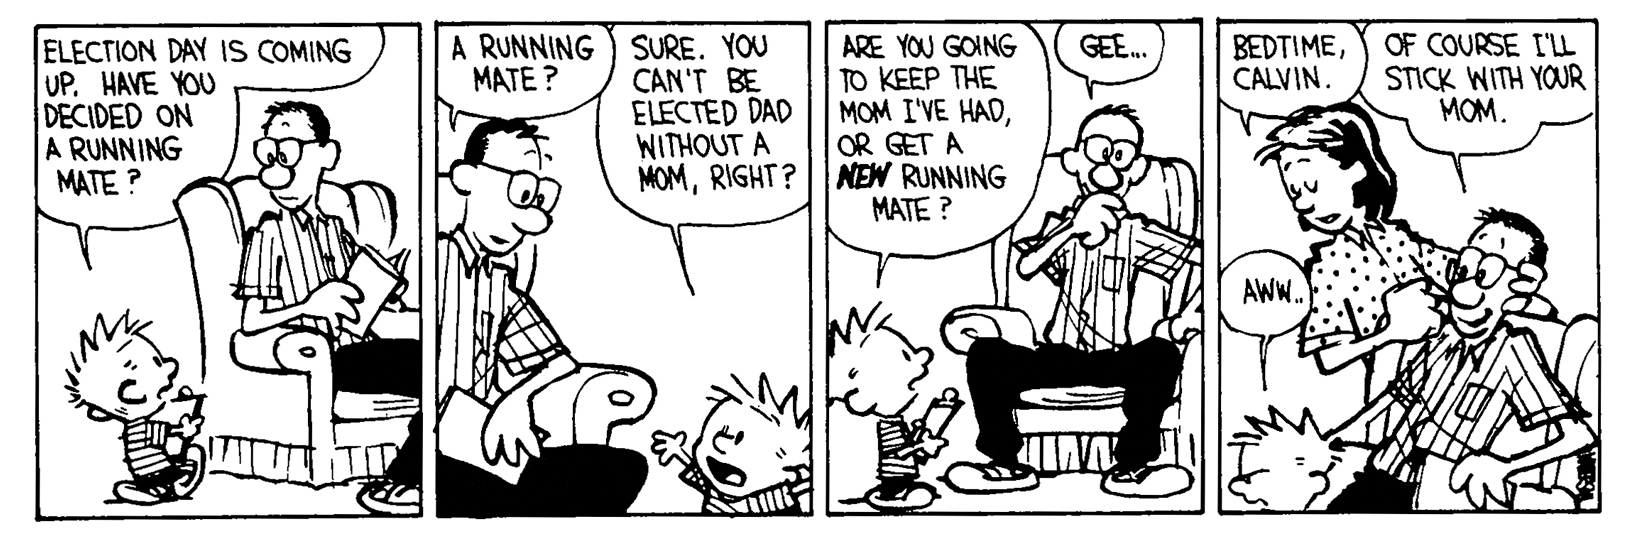 ELECTION DAY IS COMING
UP. HAVE YOU
DECIDED ON
A RUNNING
MATE?
A RUNNING
MATE?
SURE. YOU
CAN'T BE
ELECTED DAD
WITHOUT A
MOM, RIGHT?
ARE YOU GOING
TO KEEP THE
MOM I'VE HAD,
OR GET A
NEW RUNNING
MATE?
GEE...
BEDTIME,
CALVIN.
OF COURSE I'LL
STICK WITH YOUR
MOM.
AWW..